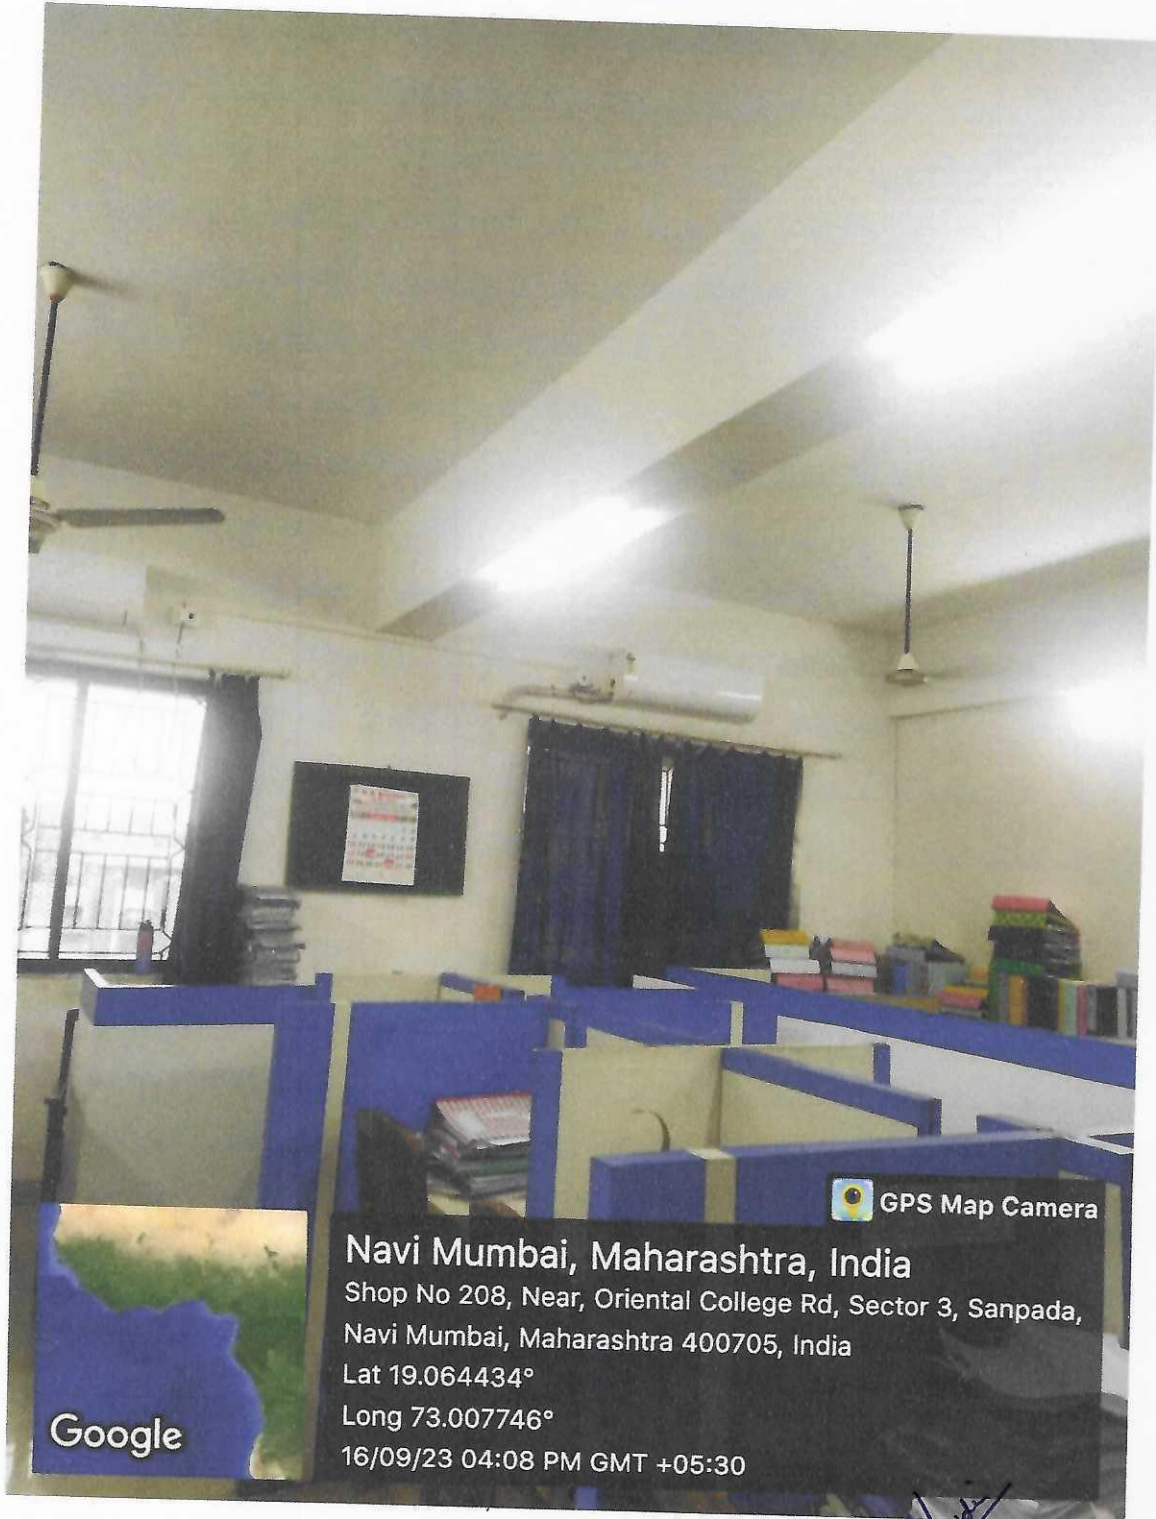 GPS Map Camera
Navi Mumbai, Maharashtra, India
Shop No 208, Near, Oriental College Rd, Sector 3, Sanpada,
Navi Mumbai, Maharashtra 400705, India
Lat 19.064434°
Long 73.007746°
16/09/23 04:08 PM GMT +05:30
Google